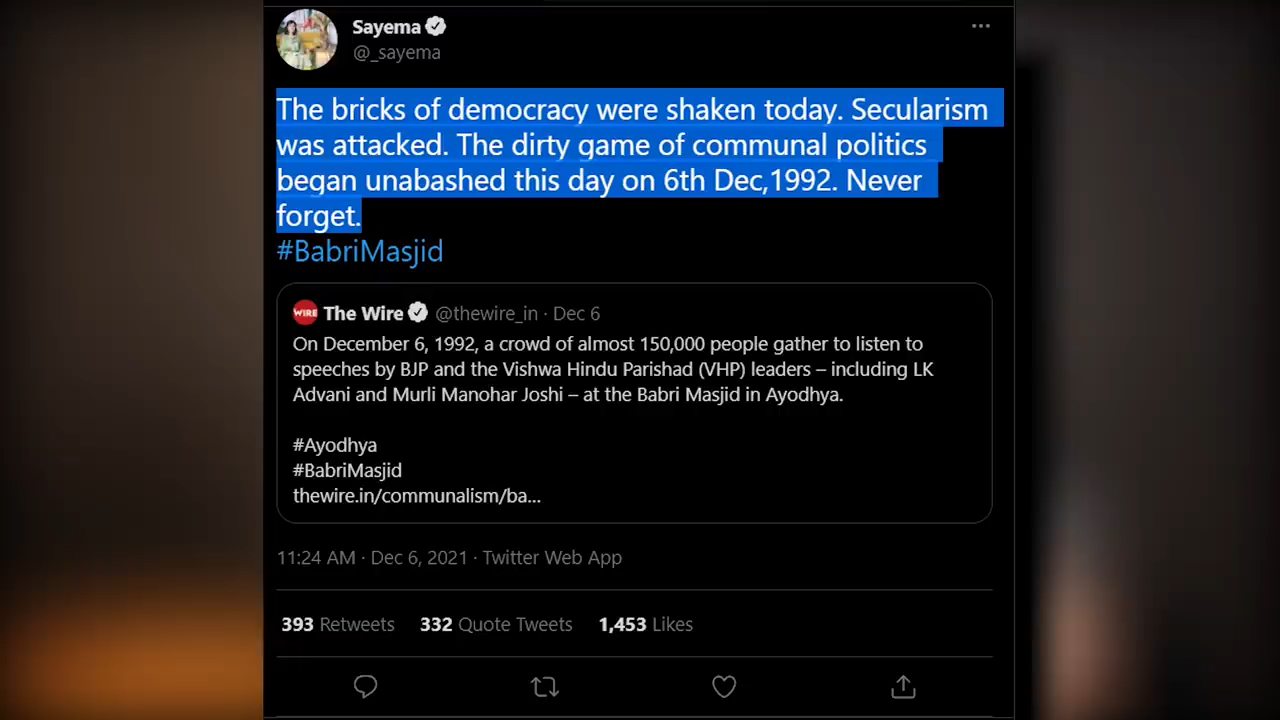 Sayema
@_sayema
The bricks of democracy were shaken today. Secularism
was attacked. The dirty game of communal politics
began unabashed this day on 6th Dec,1992. Never
forget.
#BabriMasjid
WIRE The Wire @thewire_in · Dec 6
On December 6, 1992, a crowd of almost 150,000 people gather to listen to
speeches by BJP and the Vishwa Hindu Parishad (VHP) leaders – including LK
Advani and Murli Manohar Joshi – at the Babri Masjid in Ayodhya.
#Ayodhya
#BabriMasjid
thewire.in/communalism/ba...
11:24 AM · Dec 6, 2021 · Twitter Web App
393 Retweets 332 Quote Tweets 1,453 Likes